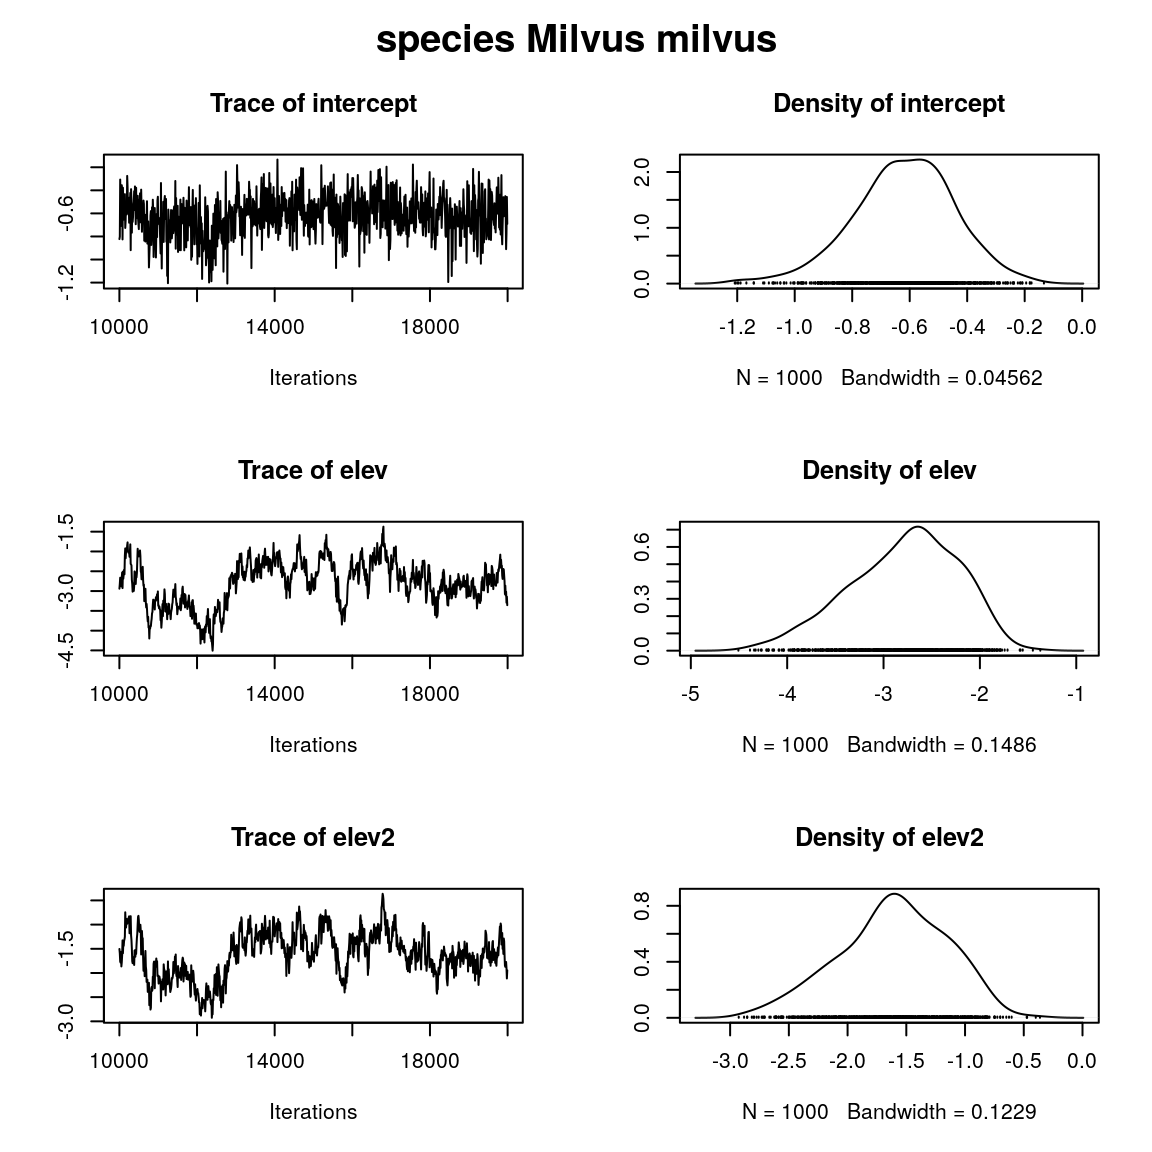 species Milvus milvus
Trace of intercept
-0.6
-1.2
10000 14000 18000
Iterations
Density of intercept
2.0
1.0
0.0
-1.2 -1.0 -0.8 -0.6 -0.4 -0.2 0.0
N = 1000 Bandwidth = 0.04562
Trace of elev
-1.5
-3.0
-4.5
10000 14000 18000
Iterations
Density of elev
0.6
0.3
0.0
-5 -4 -3 -2 -1
N = 1000 Bandwidth = 0.1486
Trace of elev2
-1.5
-3.0
10000 14000 18000
Iterations
Density of elev2
0.8
0.4
0.0
-3.0 -2.5 -2.0 -1.5 -1.0 -0.5 0.0
N = 1000 Bandwidth = 0.1229